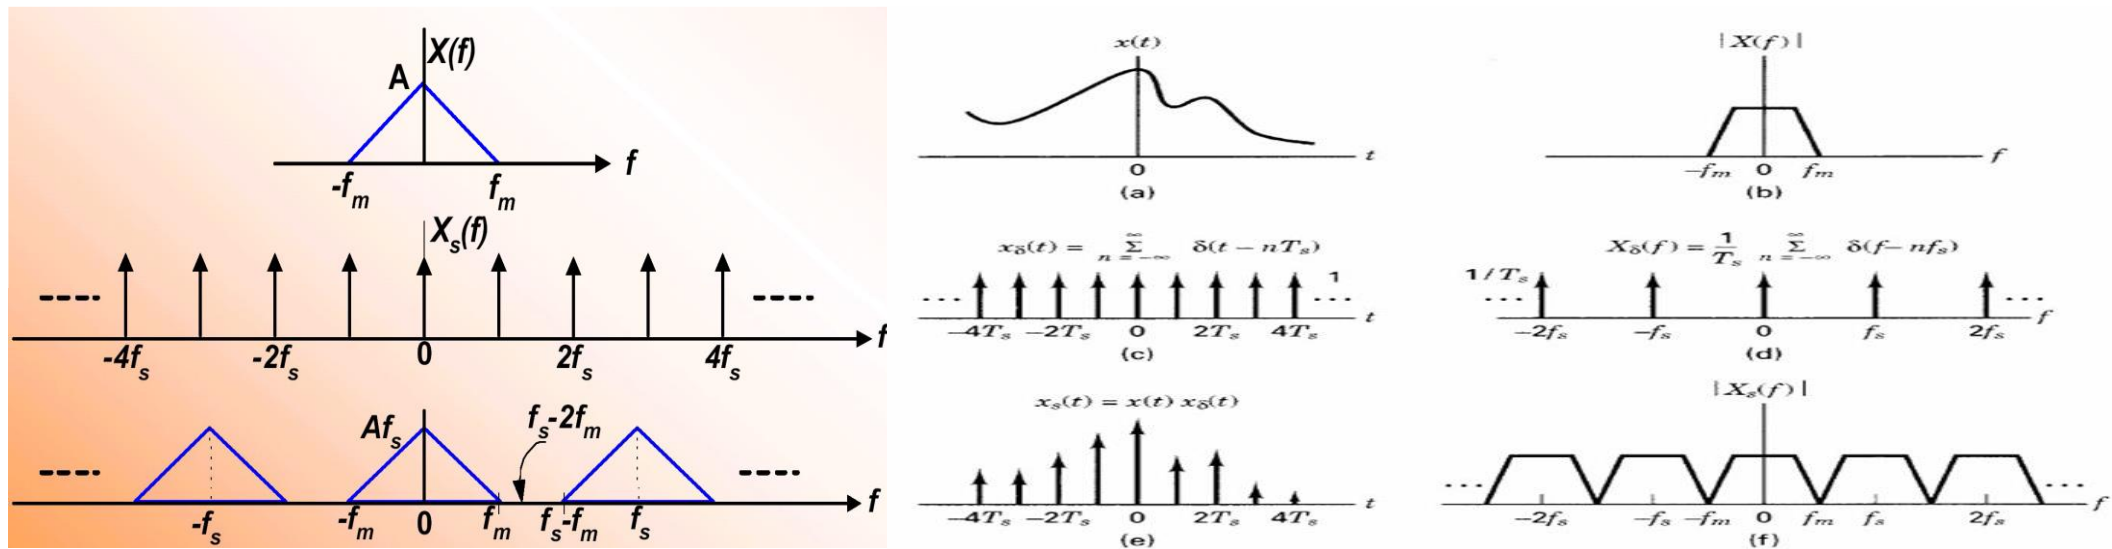 X(f)
A
f
-fm
fm
Xs(f)
-4fs
-2fs
0
2fs
4fs
f
Afs
fs-2fm
-fs
-fm
0
fm
fs-fm
fs
f
x(t)
0
t
(a)
|X(f)|
-fm 0 fm
f
(b)
xδ(t) = ∞ Σ n = -∞ δ(t - nTs)
1
... ...
-4Ts -2Ts 0 2Ts 4Ts
t
(c)
Xδ(f) = 1/Ts ∞ Σ n = -∞ δ(f - nfs)
1/Ts
... ...
-2fs -fs 0 fs 2fs
f
(d)
xs(t) = x(t) xδ(t)
-4Ts -2Ts 0 2Ts 4Ts
t
(e)
|Xs(f)|
... ...
-2fs -fs -fm 0 fm fs 2fs
f
(f)